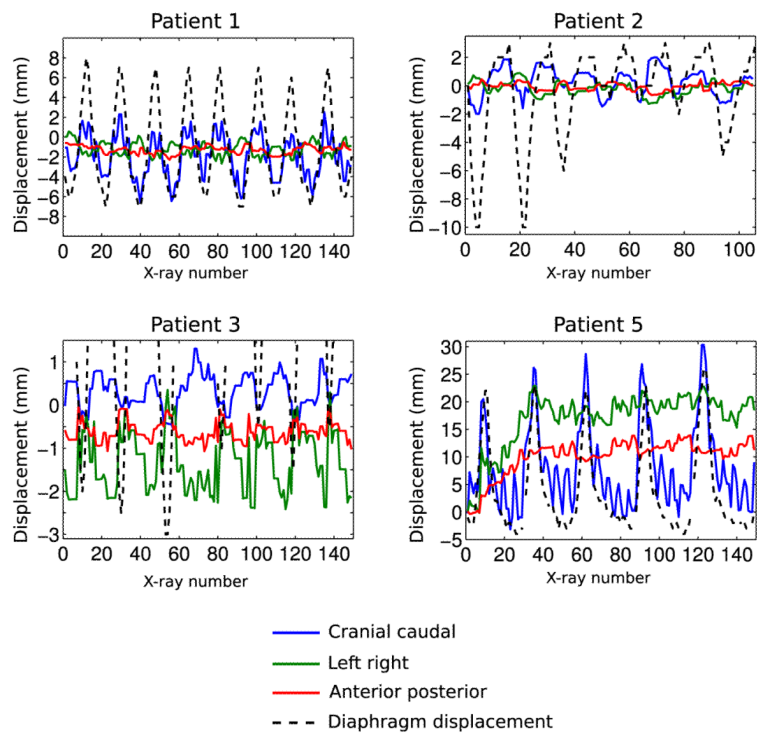 Patient 1
Displacement (mm)
8
6
4
2
0
−2
−4
−6
−8
0 20 40 60 80 100 120 140
X-ray number
Patient 2
Displacement (mm)
2
0
−2
−4
−6
−8
−10
0 20 40 60 80 100
X-ray number
Patient 3
Displacement (mm)
1
0
−1
−2
−3
0 20 40 60 80 100 120 140
X-ray number
Patient 5
Displacement (mm)
30
25
20
15
10
5
0
−5
0 20 40 60 80 100 120 140
X-ray number
Cranial caudal
Left right
Anterior posterior
Diaphragm displacement